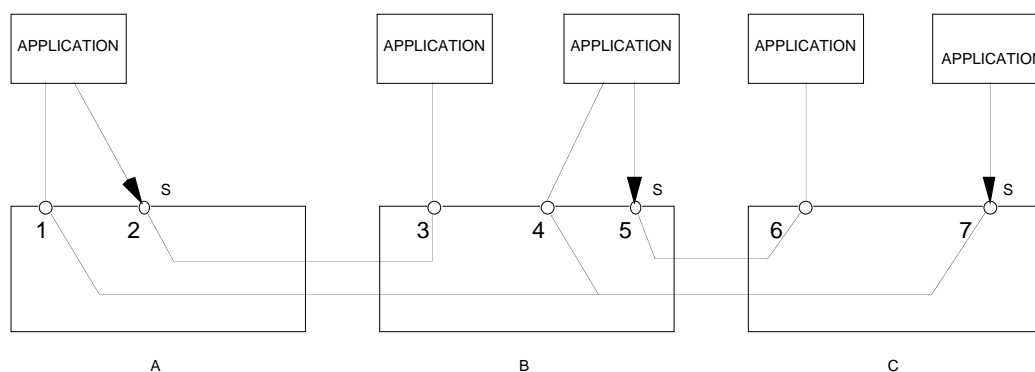 APPLICATION
APPLICATION
APPLICATION
APPLICATION
APPLICATION
S
S
S
1
2
3
4
5
6
7
A
B
C